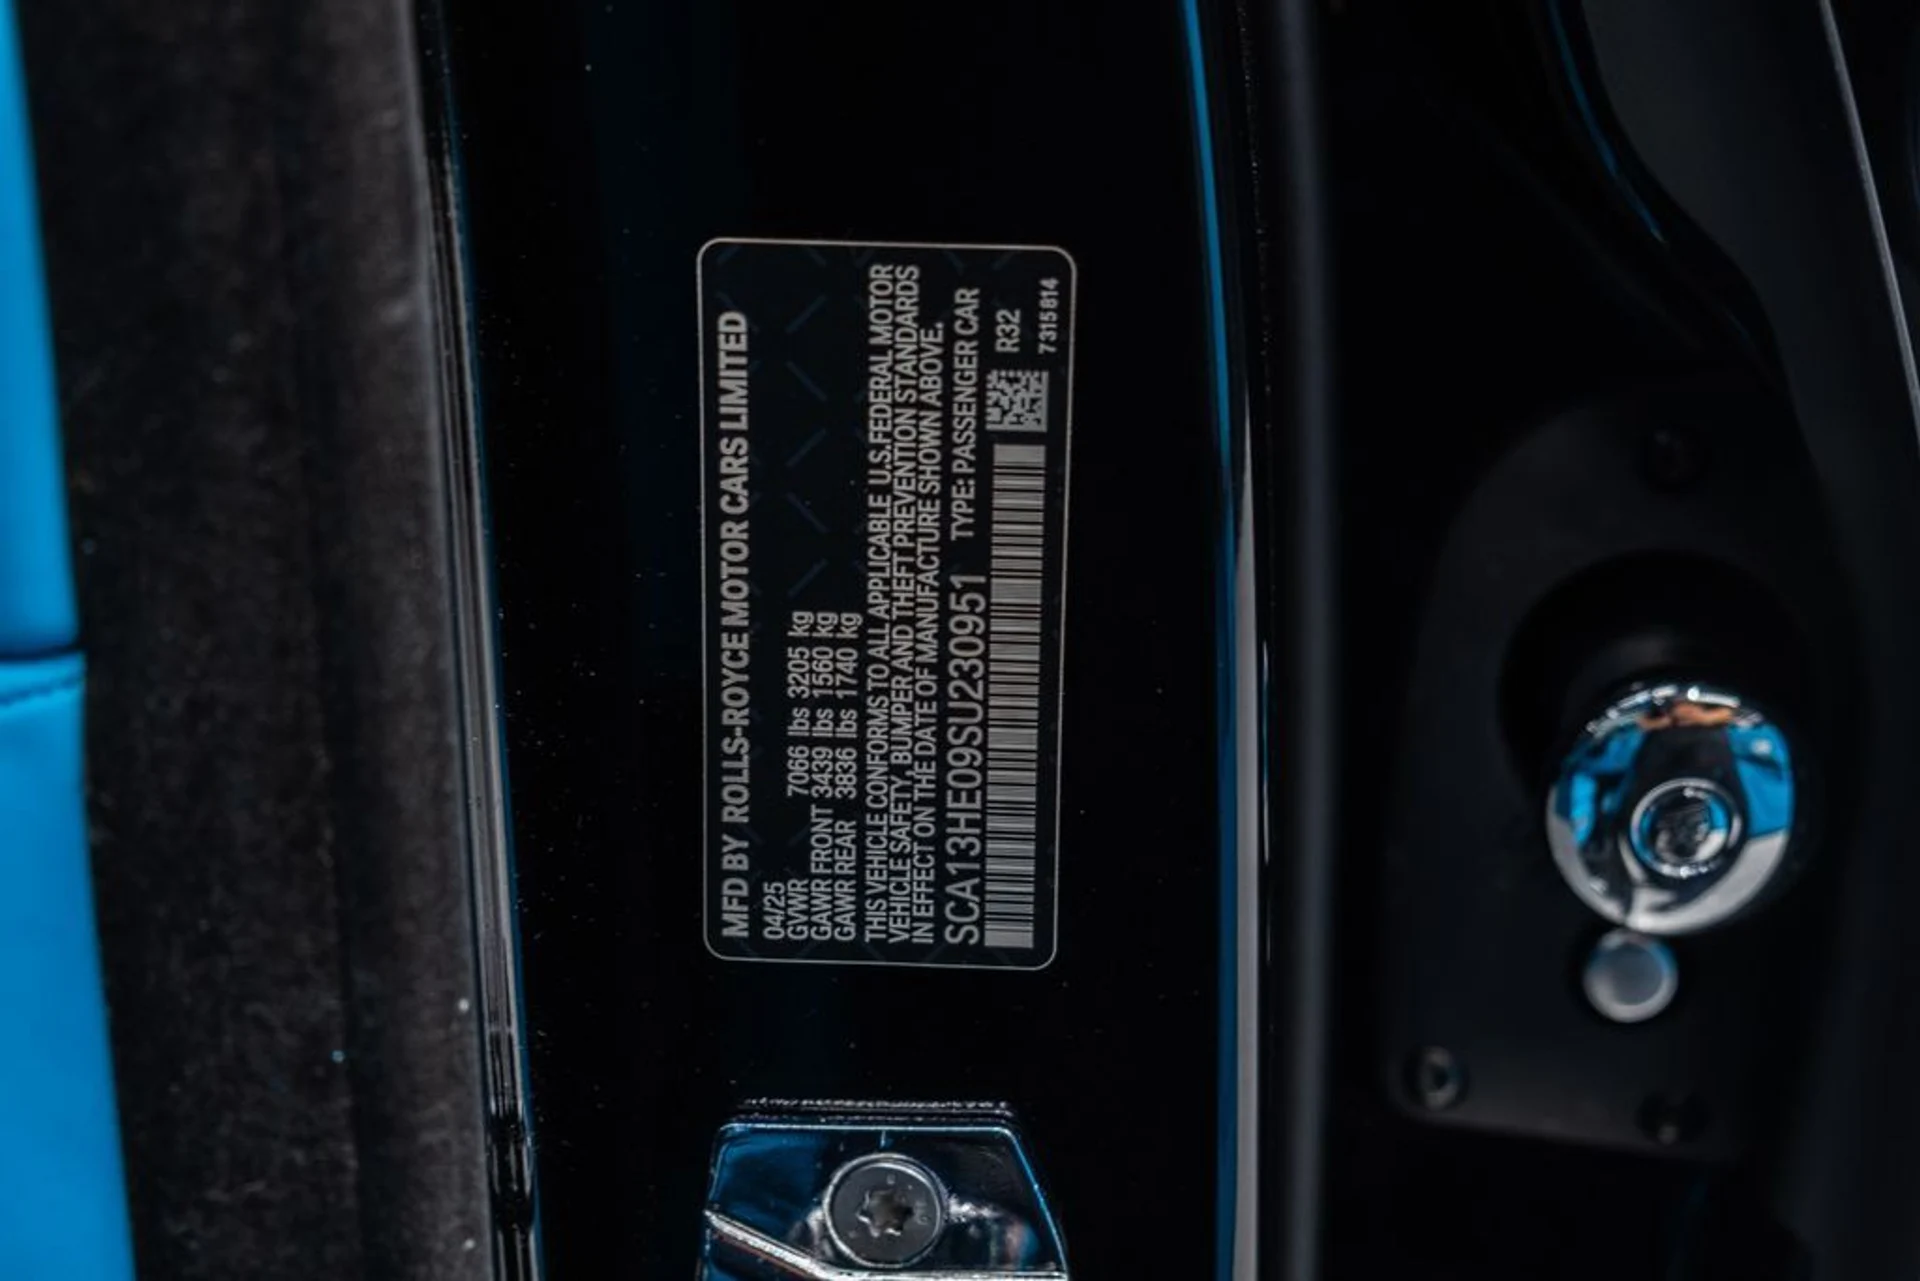 MFD BY ROLLS-ROYCE MOTOR CARS LIMITED
04/25
GVWR 7066 lbs 3205 kg
GAWR FRONT 3439 lbs 1560 kg
GAWR REAR 3836 lbs 1740 kg
THIS VEHICLE CONFORMS TO ALL APPLICABLE U.S. FEDERAL MOTOR
VEHICLE SAFETY, BUMPER AND THEFT PREVENTION STANDARDS
IN EFFECT ON THE DATE OF MANUFACTURE SHOWN ABOVE.
SCA13HE09SU230951 TYPE: PASSENGER CAR
R32
7315814